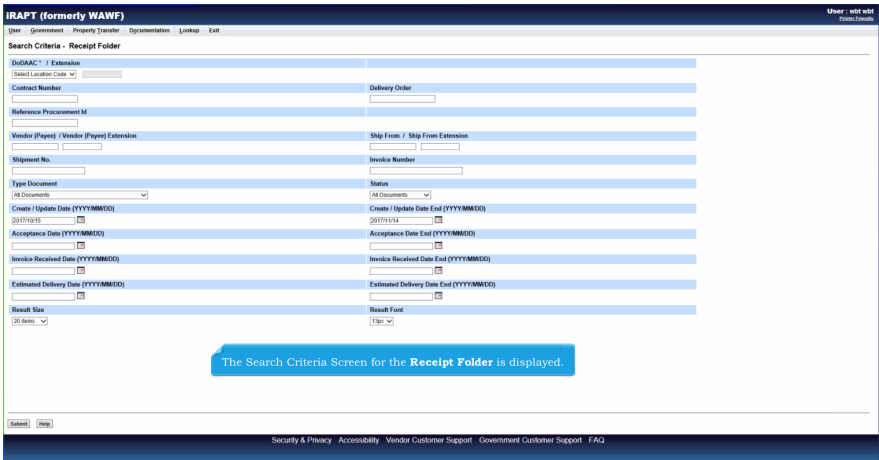 iRAPT (formerly WAWF)
User : wbt wbt
Printer Friendly
User Government Property Transfer Documentation Lookup Exit
Search Criteria - Receipt Folder
DoDAAC * / Extension
Select Location Code
Contract Number Delivery Order
Reference Procurement Id
Vendor (Payee) / Vendor (Payee) Extension Ship From / Ship From Extension
Shipment No. Invoice Number
Type Document Status
All Documents All Documents
Create / Update Date (YYYY/MM/DD) Create / Update Date End (YYYY/MM/DD)
2017/10/15 2017/11/14
Acceptance Date (YYYY/MM/DD) Acceptance Date End (YYYY/MM/DD)
Invoice Received Date (YYYY/MM/DD) Invoice Received Date End (YYYY/MM/DD)
Estimated Delivery Date (YYYY/MM/DD) Estimated Delivery Date End (YYYY/MM/DD)
Result Size Result Font
20 items 13px
The Search Criteria Screen for the Receipt Folder is displayed.
Submit Help
Security & Privacy Accessibility Vendor Customer Support Government Customer Support FAQ